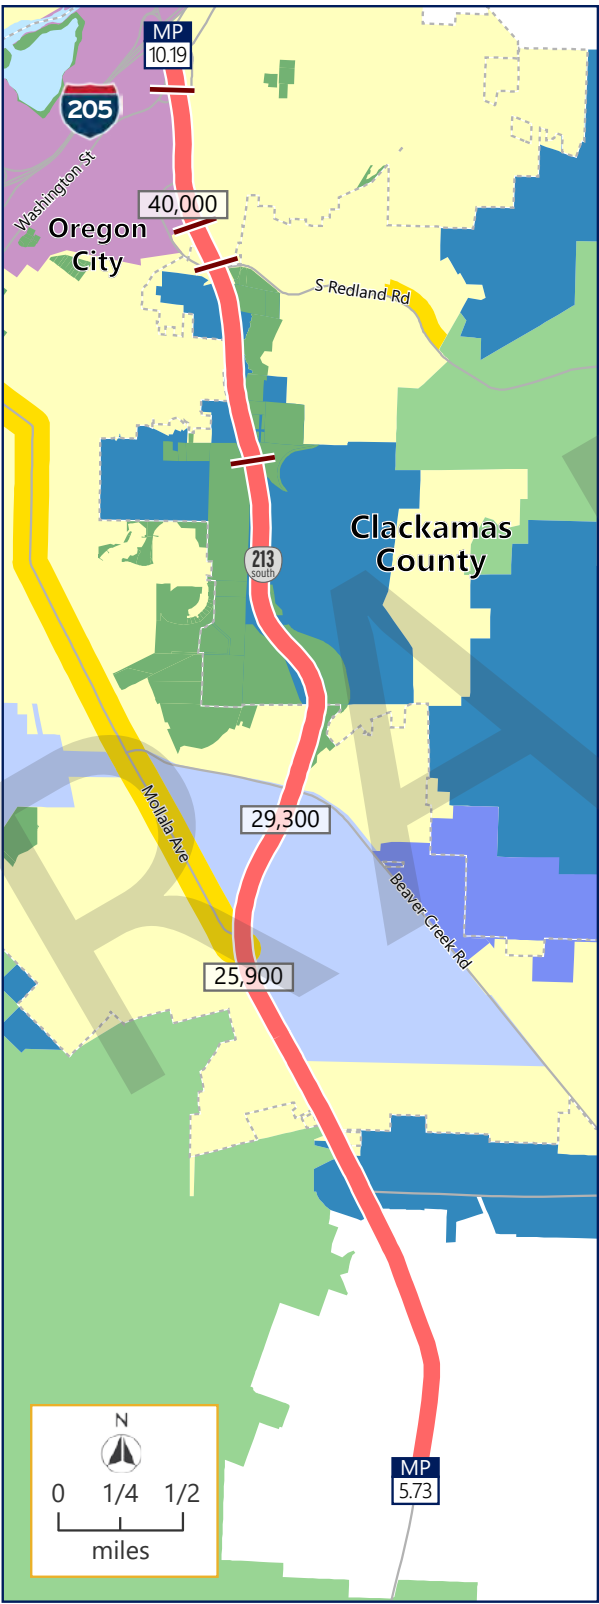 MP
10.19
205
Washington St
40,000
Oregon
City
S Redland Rd
Clackamas
County
213
south
Mollala Ave
29,300
Beaver Creek Rd
25,900
MP
5.73
N
0 1/4 1/2
miles